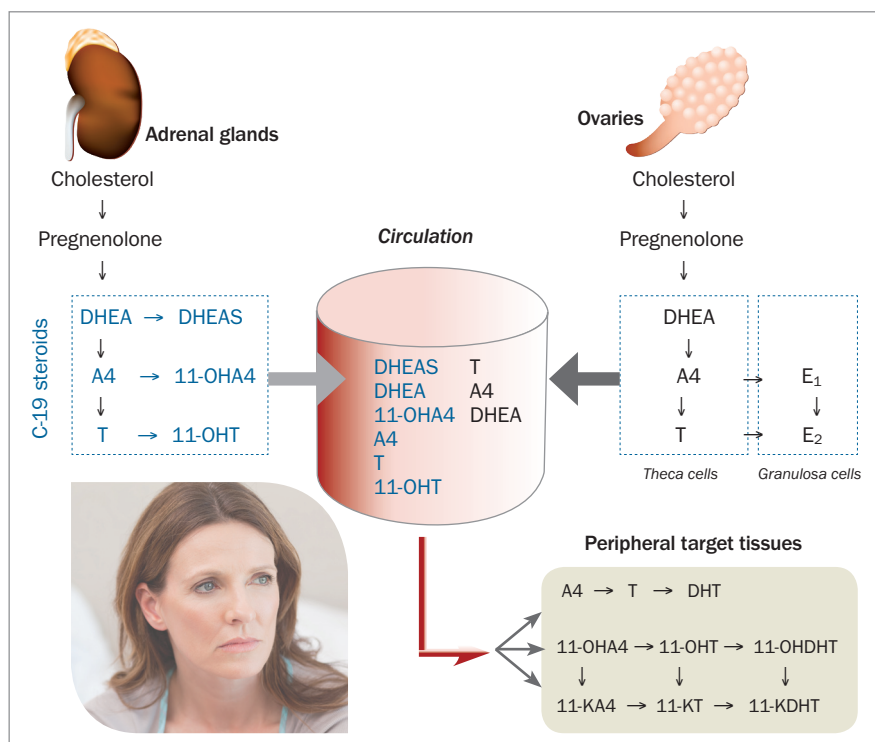 Adrenal glands
Cholesterol
↓
Pregnenolone
↓
C-19 steroids
DHEA → DHEAS
↓
A4 → 11-OHA4
↓
T → 11-OHT
Circulation
DHEAS T
DHEA A4
11-OHA4 DHEA
A4
T
11-OHT
Ovaries
Cholesterol
↓
Pregnenolone
↓
DHEA
↓
A4 → E₁
↓ ↓
T → E₂
Theca cells Granulosa cells
Peripheral target tissues
A4 → T → DHT
11-OHA4 → 11-OHT → 11-OHDHT
↓ ↓ ↓
11-KA4 → 11-KT → 11-KDHT